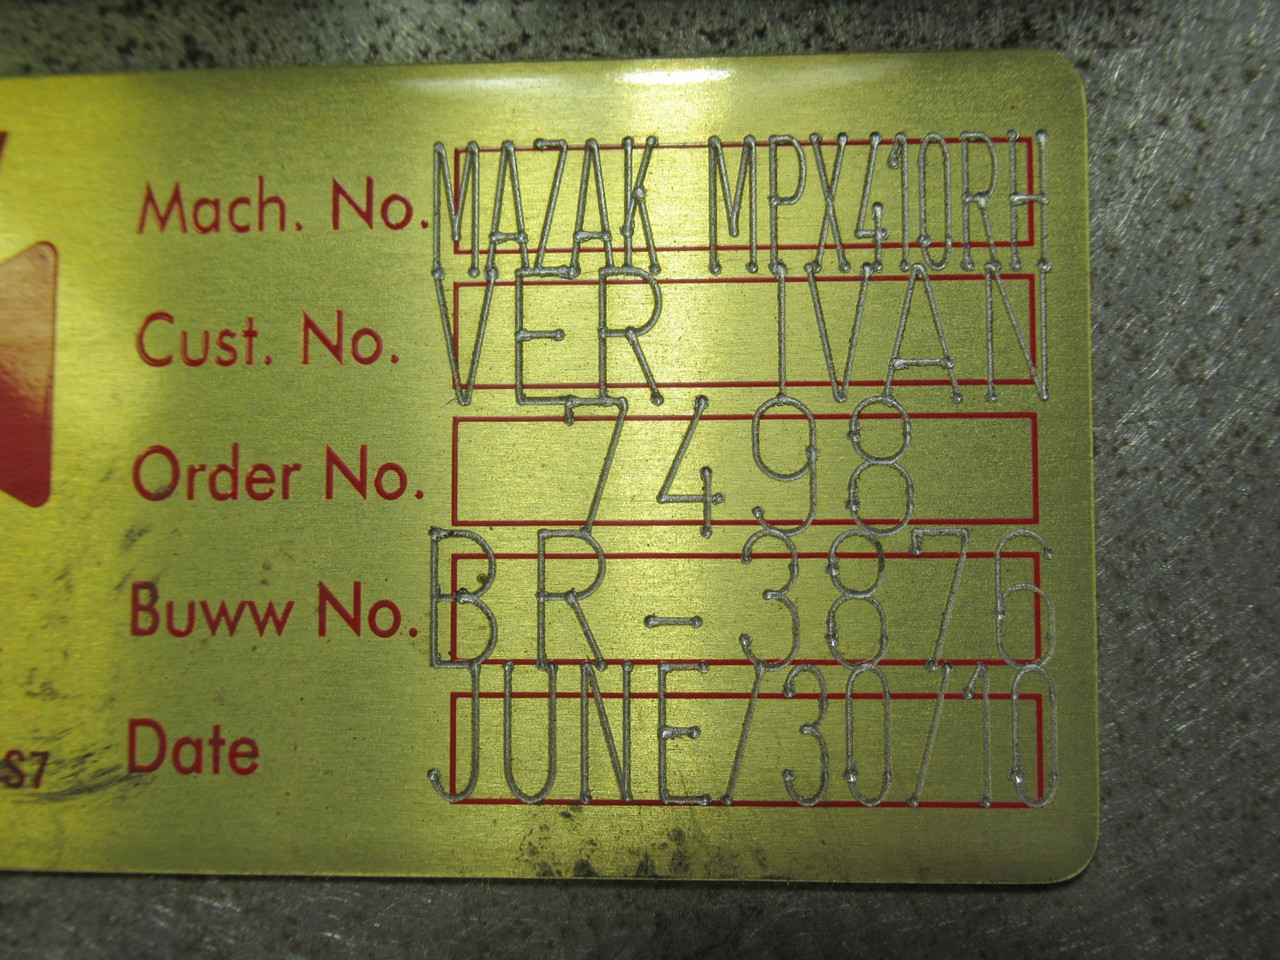 Mach. No. MAZAK MPX410RH
Cust. No. VER IVAN
Order No. 7498
Buww No. BR-3876
Date JUNE/30/10
S7